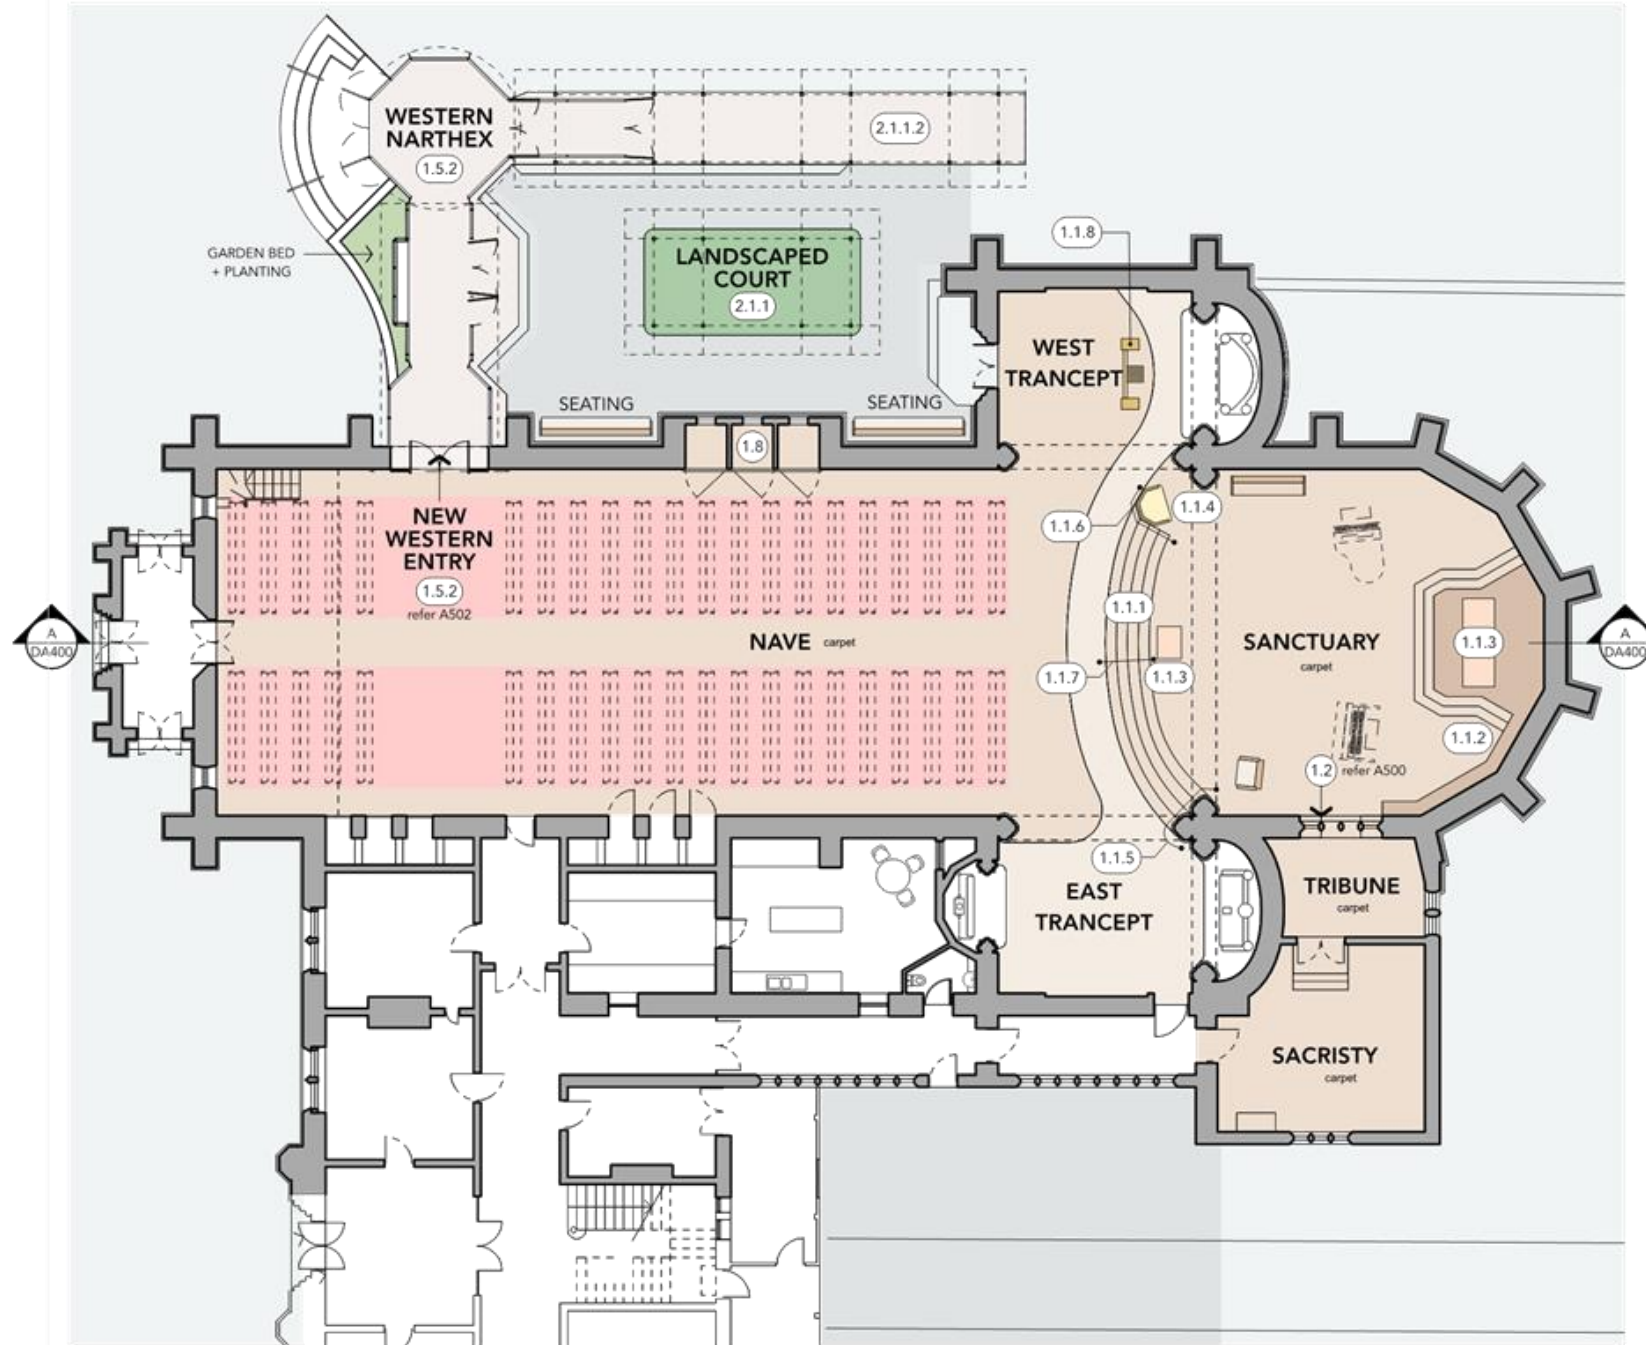 WESTERN
NARTHEX
1.5.2
2.1.1.2
GARDEN BED
+ PLANTING
LANDSCAPED
COURT
2.1.1
1.1.8
WEST
TRANCEPT
SEATING
SEATING
1.8
NEW
WESTERN
ENTRY
1.5.2
refer A502
1.1.6
1.1.4
1.1.1
A
DA400
NAVE carpet
SANCTUARY
carpet
1.1.3
A
DA400
1.1.7
1.1.3
1.1.2
1.2 refer A500
1.1.5
EAST
TRANCEPT
TRIBUNE
carpet
SACRISTY
carpet